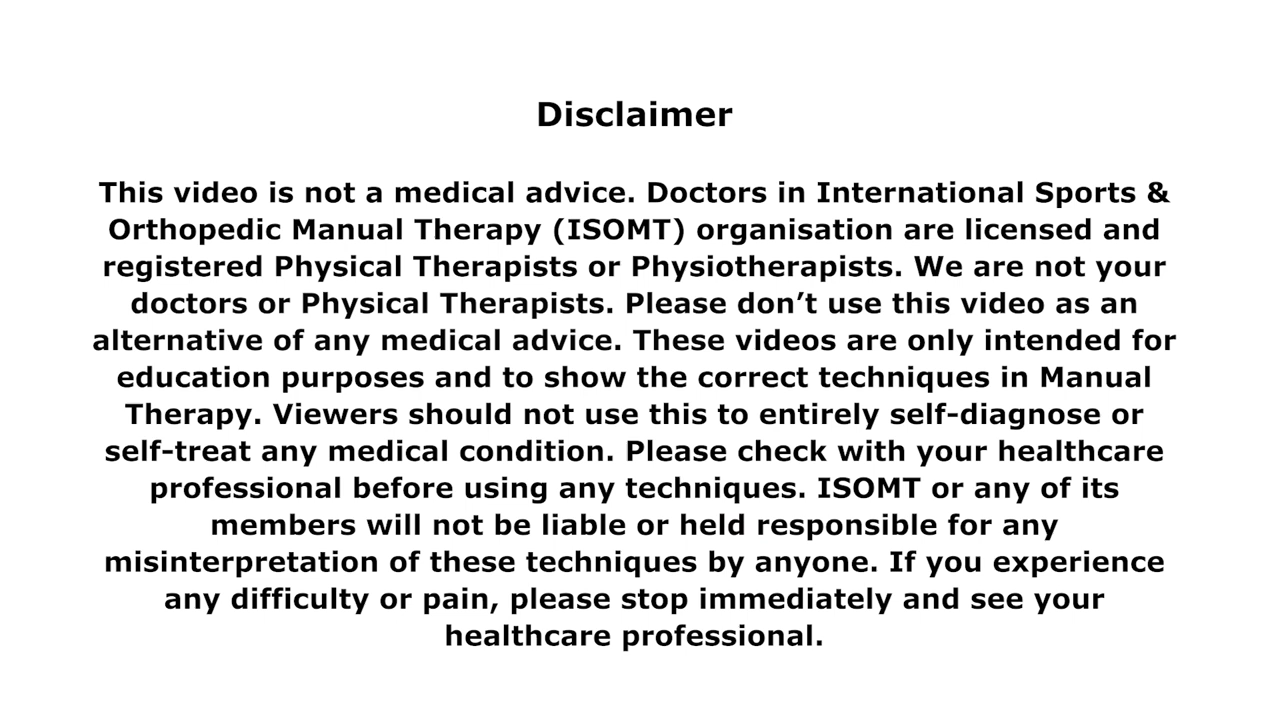 Disclaimer
This video is not a medical advice. Doctors in International Sports &
Orthopedic Manual Therapy (ISOMT) organisation are licensed and
registered Physical Therapists or Physiotherapists. We are not your
doctors or Physical Therapists. Please don’t use this video as an
alternative of any medical advice. These videos are only intended for
education purposes and to show the correct techniques in Manual
Therapy. Viewers should not use this to entirely self-diagnose or
self-treat any medical condition. Please check with your healthcare
professional before using any techniques. ISOMT or any of its
members will not be liable or held responsible for any
misinterpretation of these techniques by anyone. If you experience
any difficulty or pain, please stop immediately and see your
healthcare professional.